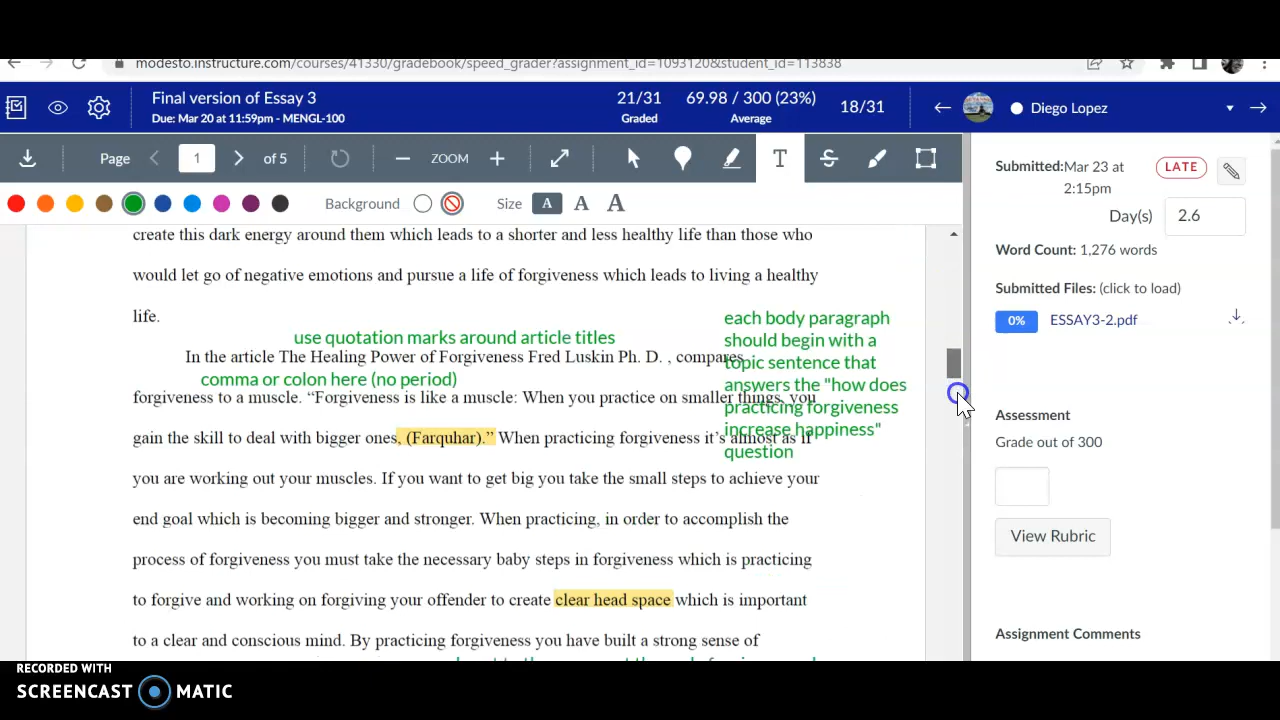 modesto.instructure.com/courses/41330/gradebook/speed_grader?assignment_id=1093120&student_id=113838
Final version of Essay 3
Due: Mar 20 at 11:59pm - MENGL-100
21/31
Graded
69.98 / 300 (23%)
Average
18/31
Diego Lopez
Page
1
of 5
ZOOM
T
Background
Size
A
A
A
create this dark energy around them which leads to a shorter and less healthy life than those who
would let go of negative emotions and pursue a life of forgiveness which leads to living a healthy
life.
use quotation marks around article titles
In the article The Healing Power of Forgiveness Fred Luskin Ph. D. , compares
comma or colon here (no period)
forgiveness to a muscle. “Forgiveness is like a muscle: When you practice on smaller things, you
gain the skill to deal with bigger ones, (Farquhar).” When practicing forgiveness it’s almost as if
you are working out your muscles. If you want to get big you take the small steps to achieve your
end goal which is becoming bigger and stronger. When practicing, in order to accomplish the
process of forgiveness you must take the necessary baby steps in forgiveness which is practicing
to forgive and working on forgiving your offender to create clear head space which is important
to a clear and conscious mind. By practicing forgiveness you have built a strong sense of
each body paragraph
should begin with a
topic sentence that
answers the "how does
practicing forgiveness
increase happiness"
question
Submitted: Mar 23 at
2:15pm
LATE
Day(s)
2.6
Word Count: 1,276 words
Submitted Files: (click to load)
0%
ESSAY3-2.pdf
Assessment
Grade out of 300
View Rubric
Assignment Comments
RECORDED WITH
SCREENCAST MATIC